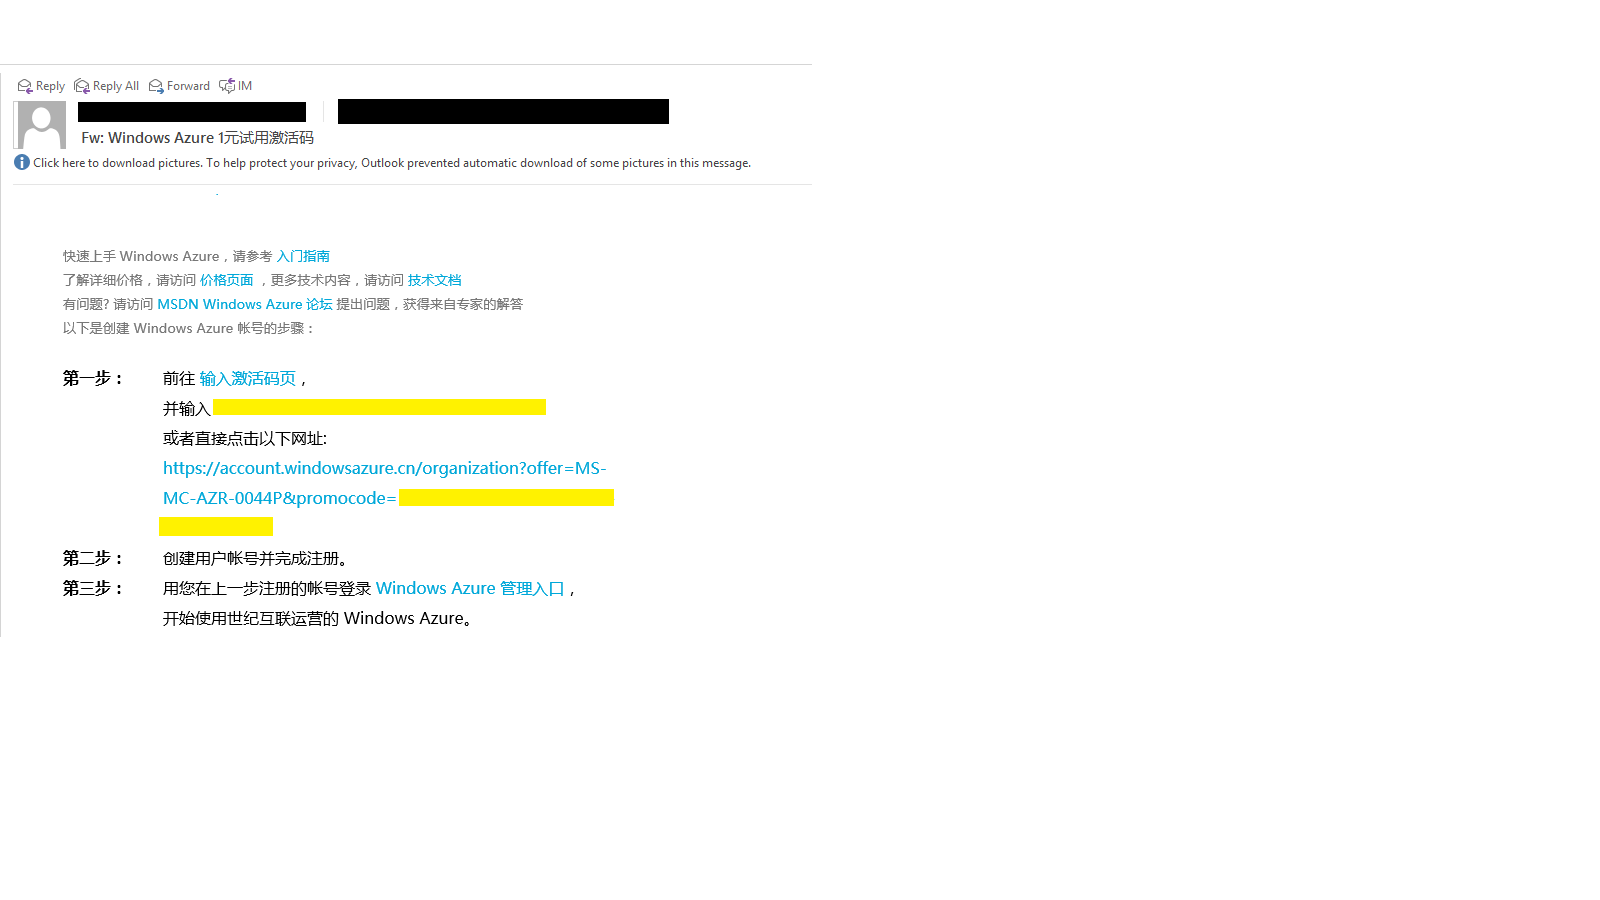 Reply Reply All Forward IM
Fw: Windows Azure 1元试用激活码
Click here to download pictures. To help protect your privacy, Outlook prevented automatic download of some pictures in this message.
快速上手 Windows Azure，请参考 入门指南
了解详细价格，请访问 价格页面 ，更多技术内容，请访问 技术文档
有问题? 请访问 MSDN Windows Azure 论坛 提出问题，获得来自专家的解答
以下是创建 Windows Azure 帐号的步骤：
第一步： 前往 输入激活码页，
并输入
或者直接点击以下网址:
https://account.windowsazure.cn/organization?offer=MS-
MC-AZR-0044P&promocode=
第二步： 创建用户帐号并完成注册。
第三步： 用您在上一步注册的帐号登录 Windows Azure 管理入口，
开始使用世纪互联运营的 Windows Azure。